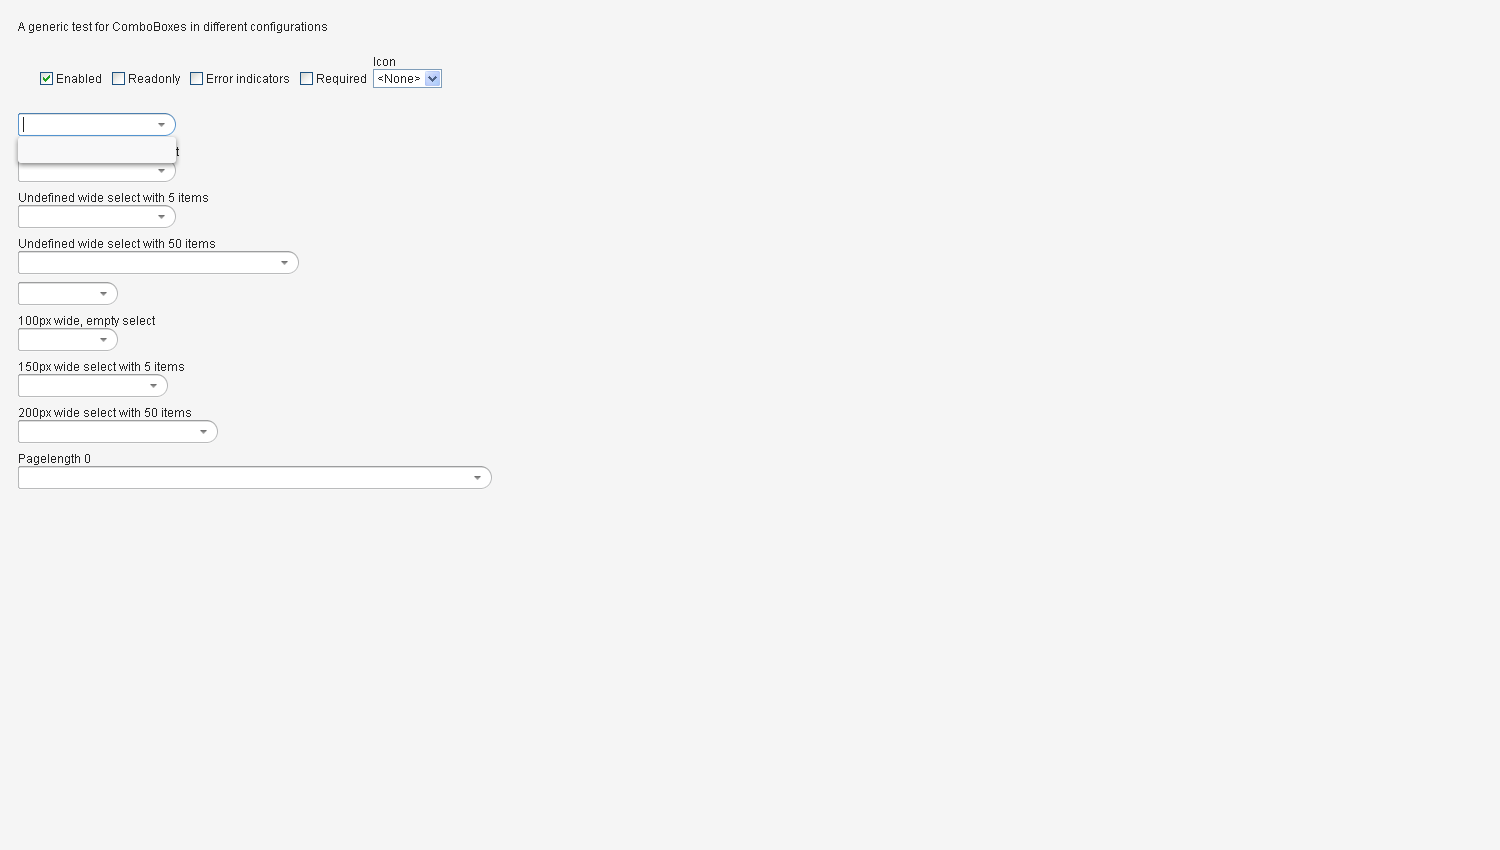 A generic test for ComboBoxes in different configurations
Icon
Enabled Readonly Error indicators Required <None>
Undefined wide select with 5 items
Undefined wide select with 50 items
100px wide, empty select
150px wide select with 5 items
200px wide select with 50 items
Pagelength 0